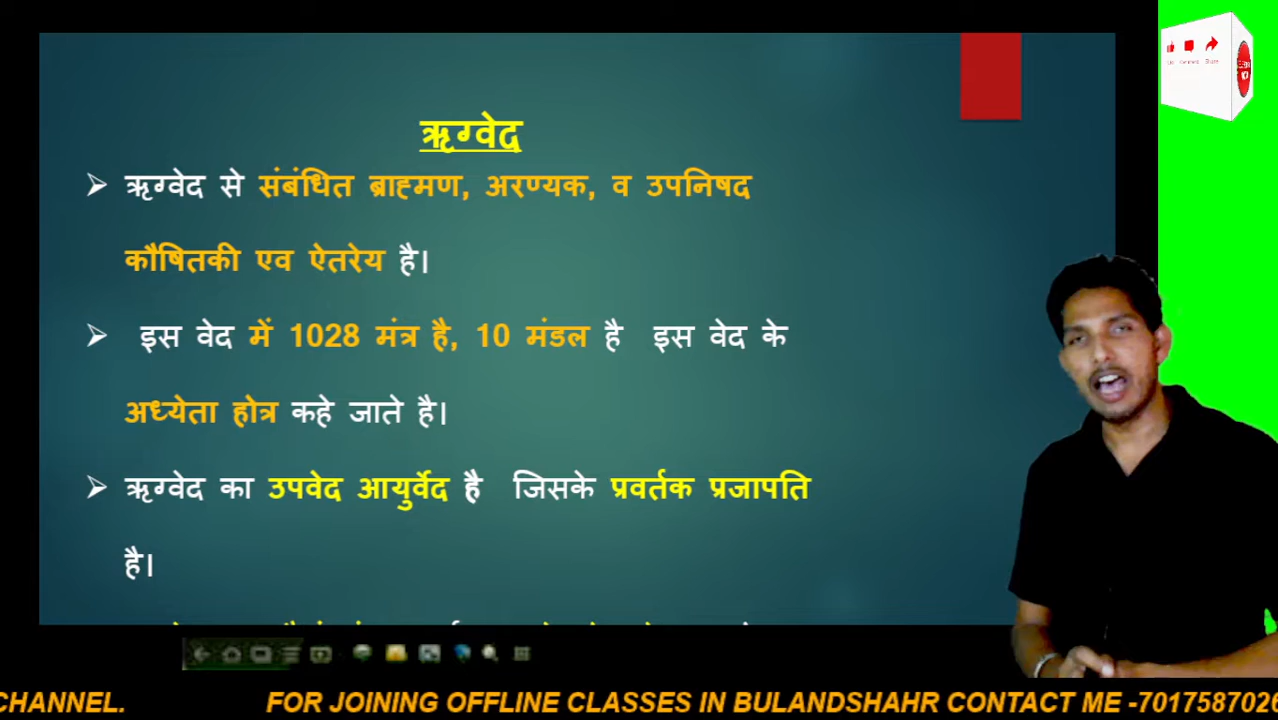 ऋग्वेद
ऋग्वेद से संबंधित ब्राह्मण, अरण्यक, व उपनिषद
कौषितकी एव ऐतरेय है।
इस वेद में 1028 मंत्र है, 10 मंडल है इस वेद के
अध्येता होत्र कहे जाते है।
ऋग्वेद का उपवेद आयुर्वेद है जिसके प्रवर्तक प्रजापति
है।
CHANNEL. FOR JOINING OFFLINE CLASSES IN BULANDSHAHR CONTACT ME -701758702